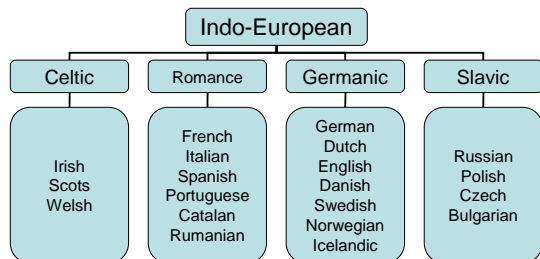 Indo-European
Celtic
Romance
Germanic
Slavic
Irish
Scots
Welsh
French
Italian
Spanish
Portuguese
Catalan
Rumanian
German
Dutch
English
Danish
Swedish
Norwegian
Icelandic
Russian
Polish
Czech
Bulgarian